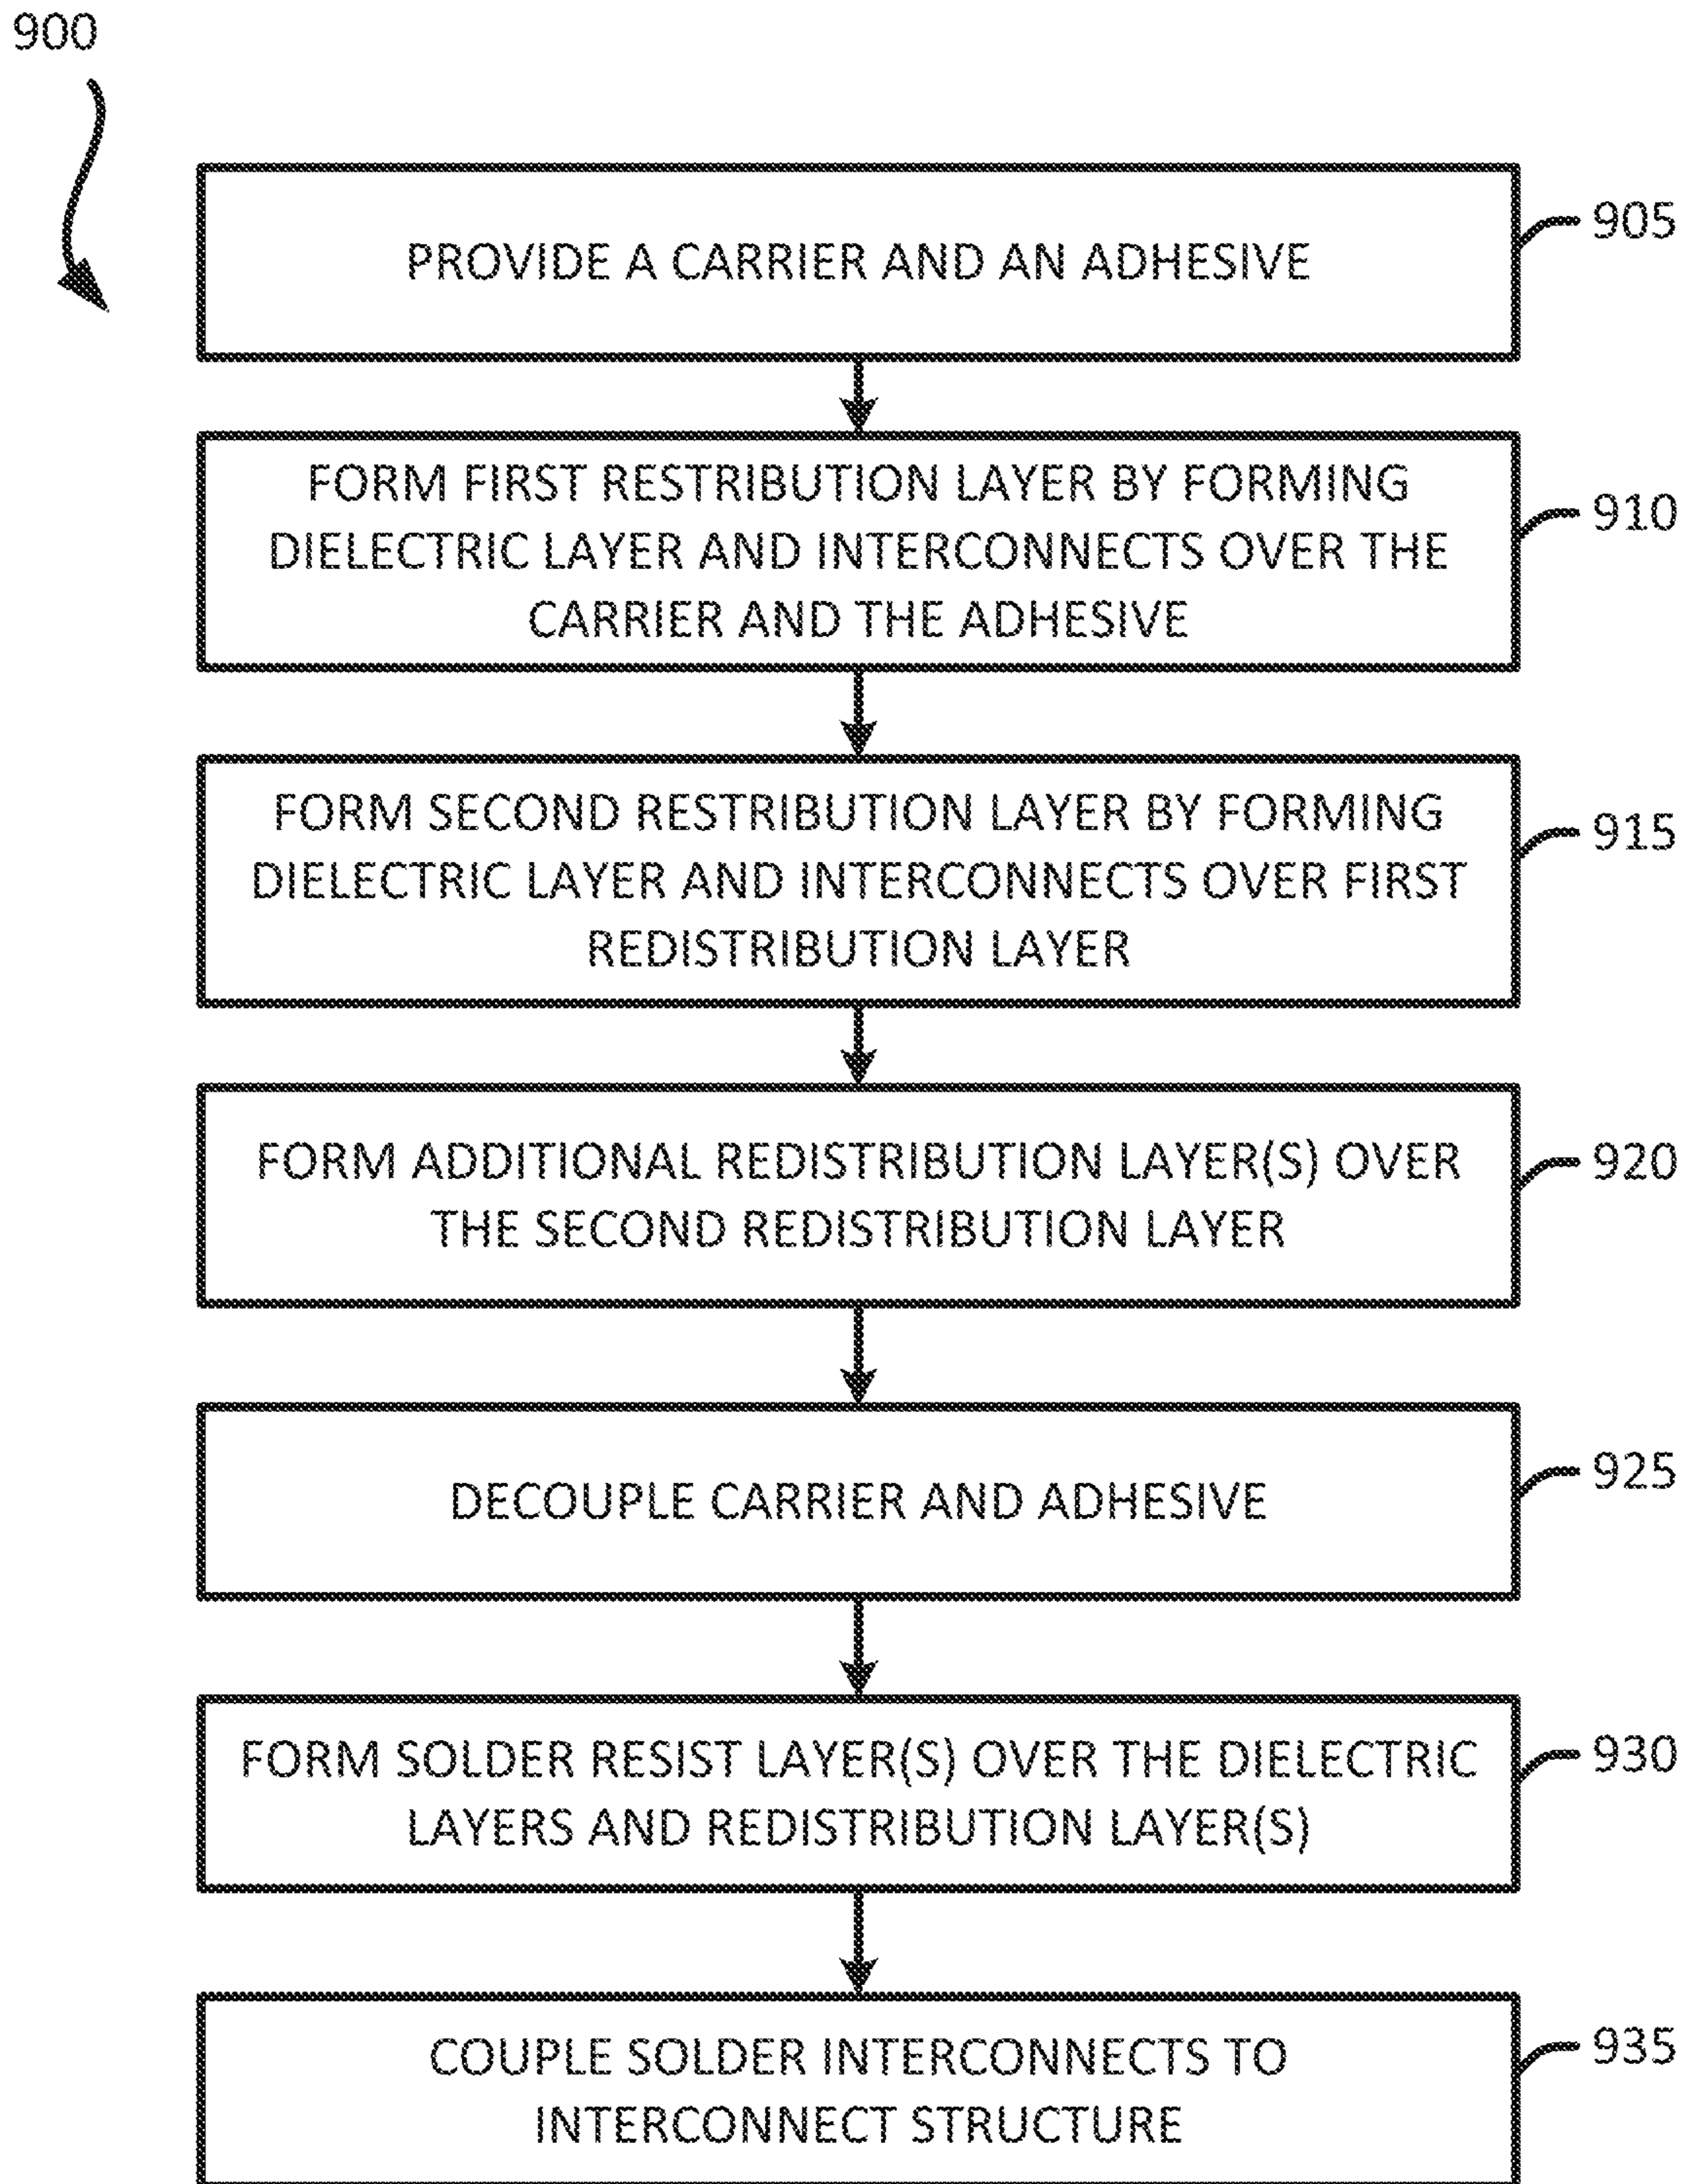 900
PROVIDE A CARRIER AND AN ADHESIVE
905
FORM FIRST RESTRIBUTION LAYER BY FORMING
DIELECTRIC LAYER AND INTERCONNECTS OVER THE
CARRIER AND THE ADHESIVE
910
FORM SECOND RESTRIBUTION LAYER BY FORMING
DIELECTRIC LAYER AND INTERCONNECTS OVER FIRST
REDISTRIBUTION LAYER
915
FORM ADDITIONAL REDISTRIBUTION LAYER(S) OVER
THE SECOND REDISTRIBUTION LAYER
920
DECOUPLE CARRIER AND ADHESIVE
925
FORM SOLDER RESIST LAYER(S) OVER THE DIELECTRIC
LAYERS AND REDISTRIBUTION LAYER(S)
930
COUPLE SOLDER INTERCONNECTS TO
INTERCONNECT STRUCTURE
935